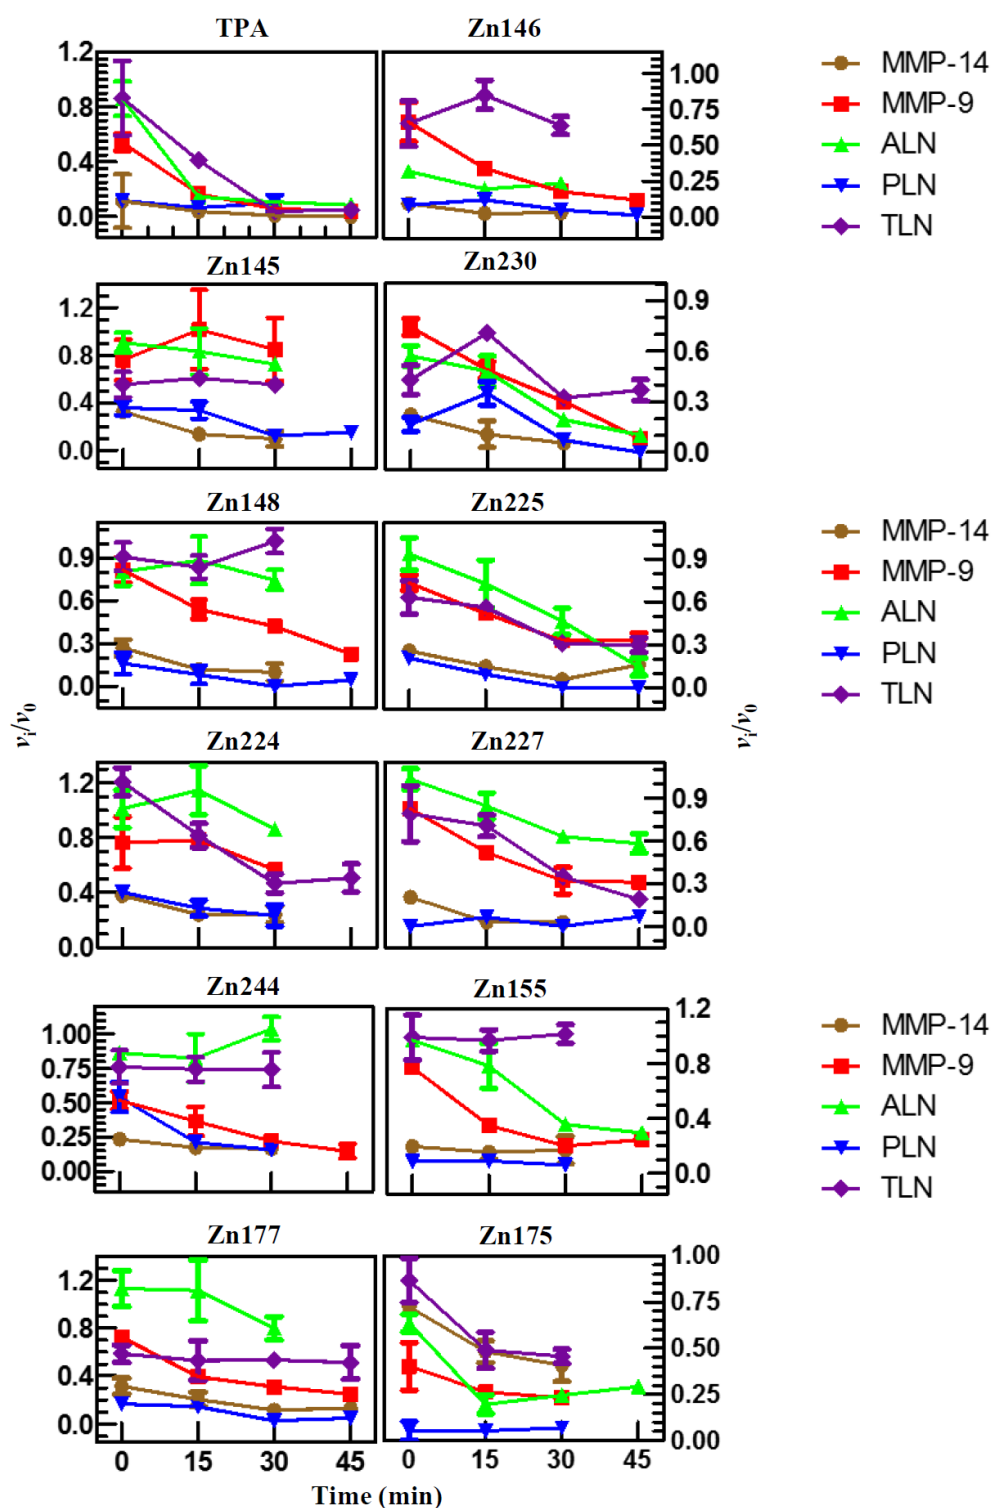 TPA Zn146
1.2
0.8
0.4
0.0
1.00
0.75
0.50
0.25
0.00
MMP-14
MMP-9
ALN
PLN
TLN
Zn145 Zn230
1.2
0.8
0.4
0.0
0.9
0.6
0.3
0.0
Zn148 Zn225
0.9
0.6
0.3
0.0
0.9
0.6
0.3
0.0
MMP-14
MMP-9
ALN
PLN
TLN
vi/v0
vi/v0
Zn224 Zn227
1.2
0.8
0.4
0.0
0.9
0.6
0.3
0.0
Zn244 Zn155
1.00
0.75
0.50
0.25
0.00
1.2
0.8
0.4
0.0
MMP-14
MMP-9
ALN
PLN
TLN
Zn177 Zn175
1.2
0.8
0.4
0.0
1.00
0.75
0.50
0.25
0.00
0 15 30 45 0 15 30 45
Time (min)